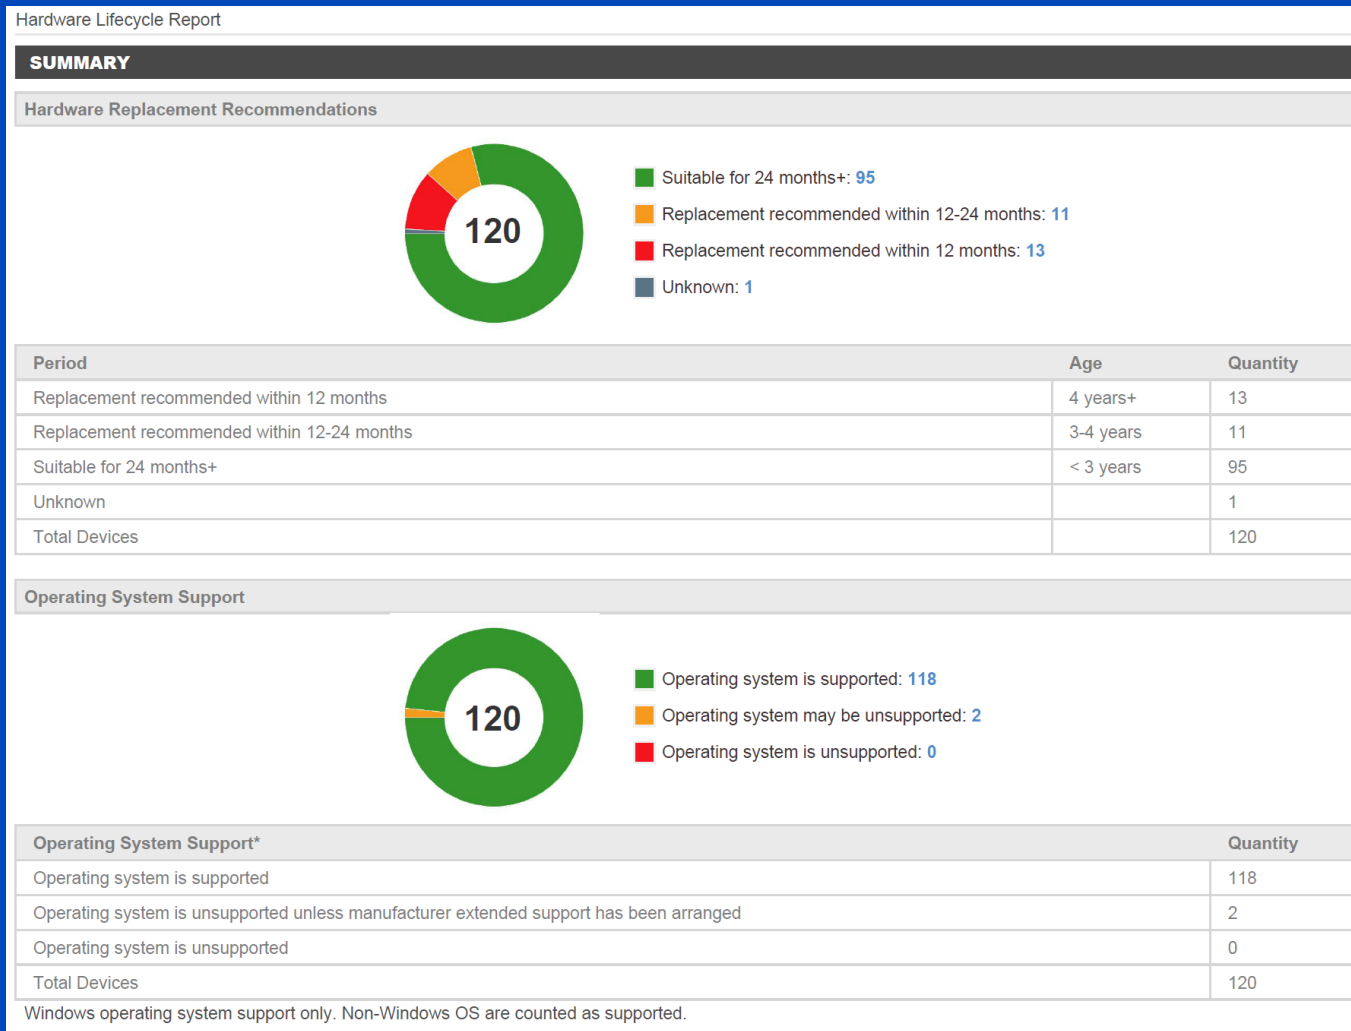 Hardware Lifecycle Report
SUMMARY
Hardware Replacement Recommendations
120
Suitable for 24 months+: 95
Replacement recommended within 12-24 months: 11
Replacement recommended within 12 months: 13
Unknown: 1
Period Age Quantity
Replacement recommended within 12 months 4 years+ 13
Replacement recommended within 12-24 months 3-4 years 11
Suitable for 24 months+ < 3 years 95
Unknown 1
Total Devices 120
Operating System Support
120
Operating system is supported: 118
Operating system may be unsupported: 2
Operating system is unsupported: 0
Operating System Support* Quantity
Operating system is supported 118
Operating system is unsupported unless manufacturer extended support has been arranged 2
Operating system is unsupported 0
Total Devices 120
Windows operating system support only. Non-Windows OS are counted as supported.